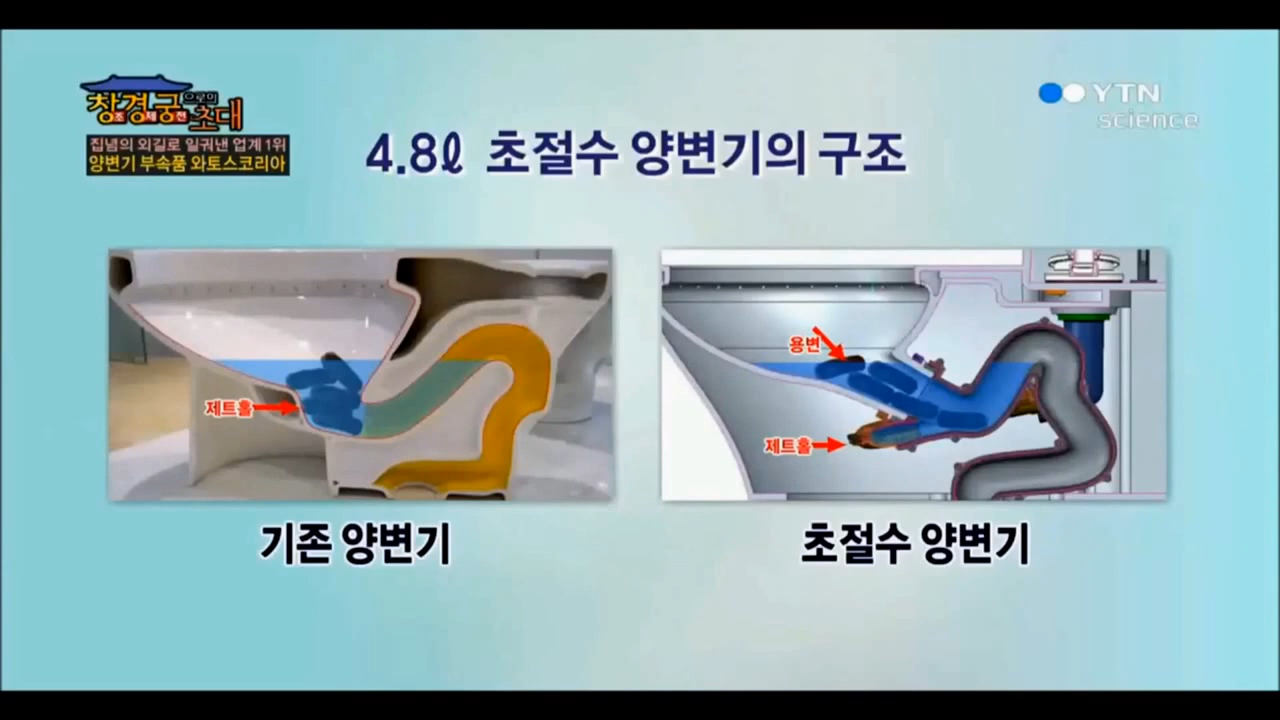 창경궁으로의
조제전 초대
집념의 외길로 일궈낸 업계 1위
양변기 부속품 와토스코리아
YTN
science
4.8ℓ 초절수 양변기의 구조
제트홀
용변
제트홀
기존 양변기
초절수 양변기